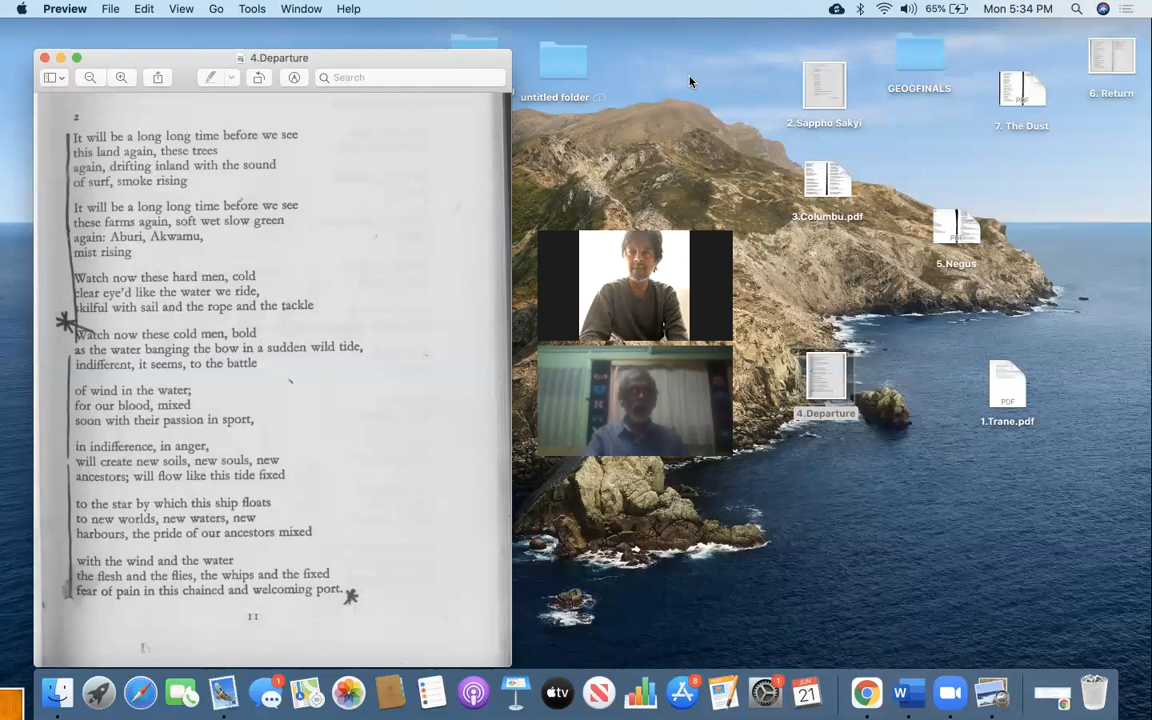 Preview File Edit View Go Tools Window Help
65% Mon 5:34 PM
4.Departure
Search
2
It will be a long long time before we see
this land again, these trees
again, drifting inland with the sound
of surf, smoke rising
It will be a long long time before we see
these farms again, soft wet slow green
again: Aburi, Akwamu,
mist rising
Watch now these hard men, cold
clear eye'd like the water we ride,
skilful with sail and the rope and the tackle
Watch now these cold men, bold
as the water banging the bow in a sudden wild tide,
indifferent, it seems, to the battle
of wind in the water;
for our blood, mixed
soon with their passion in sport,
in indifference, in anger,
will create new soils, new souls, new
ancestors; will flow like this tide fixed
to the star by which this ship floats
to new worlds, new waters, new
harbours, the pride of our ancestors mixed
with the wind and the water
the flesh and the flies, the whips and the fixed
fear of pain in this chained and welcoming port.
11
untitled folder
2.Sappho Sakyi
GEOGFINALS
PDF
7. The Dust
6. Return
3.Columbu.pdf
PDF
5.Negus
4.Departure
PDF
1.Trane.pdf
1
tv
8
1
JUN
21